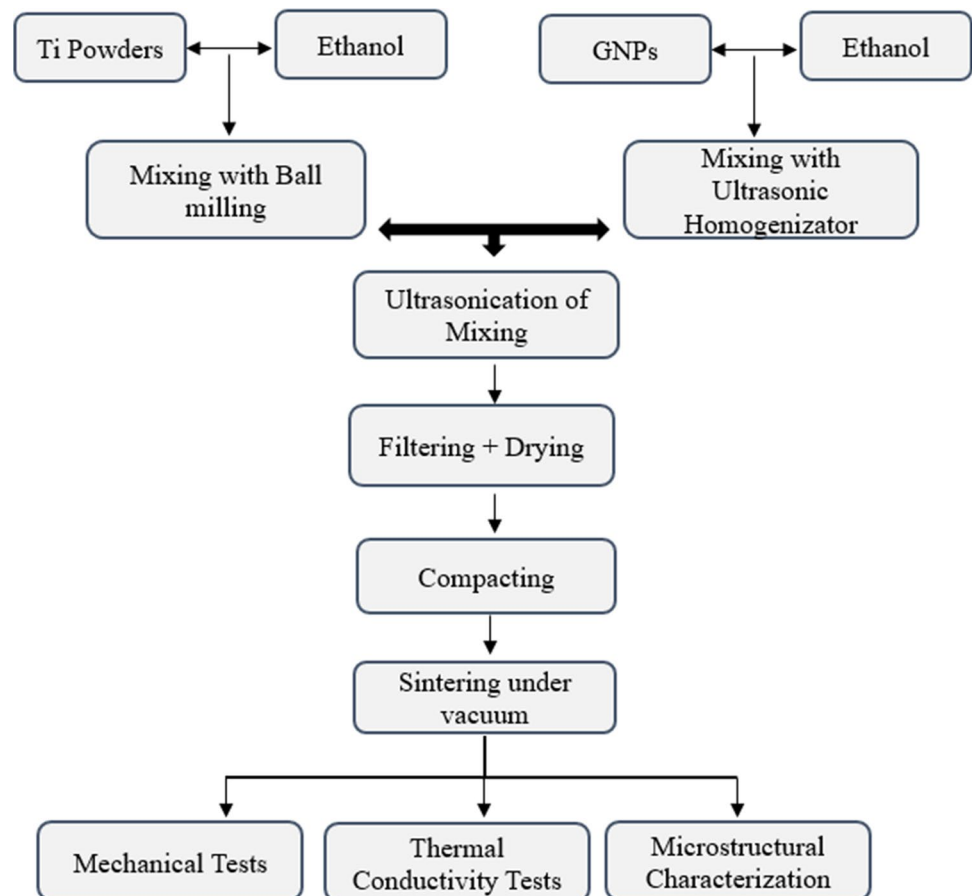 Ti Powders
Ethanol
GNPs
Ethanol
Mixing with Ball
milling
Mixing with
Ultrasonic
Homogenizator
Ultrasonication of
Mixing
Filtering + Drying
Compacting
Sintering under
vacuum
Mechanical Tests
Thermal
Conductivity Tests
Microstructural
Characterization